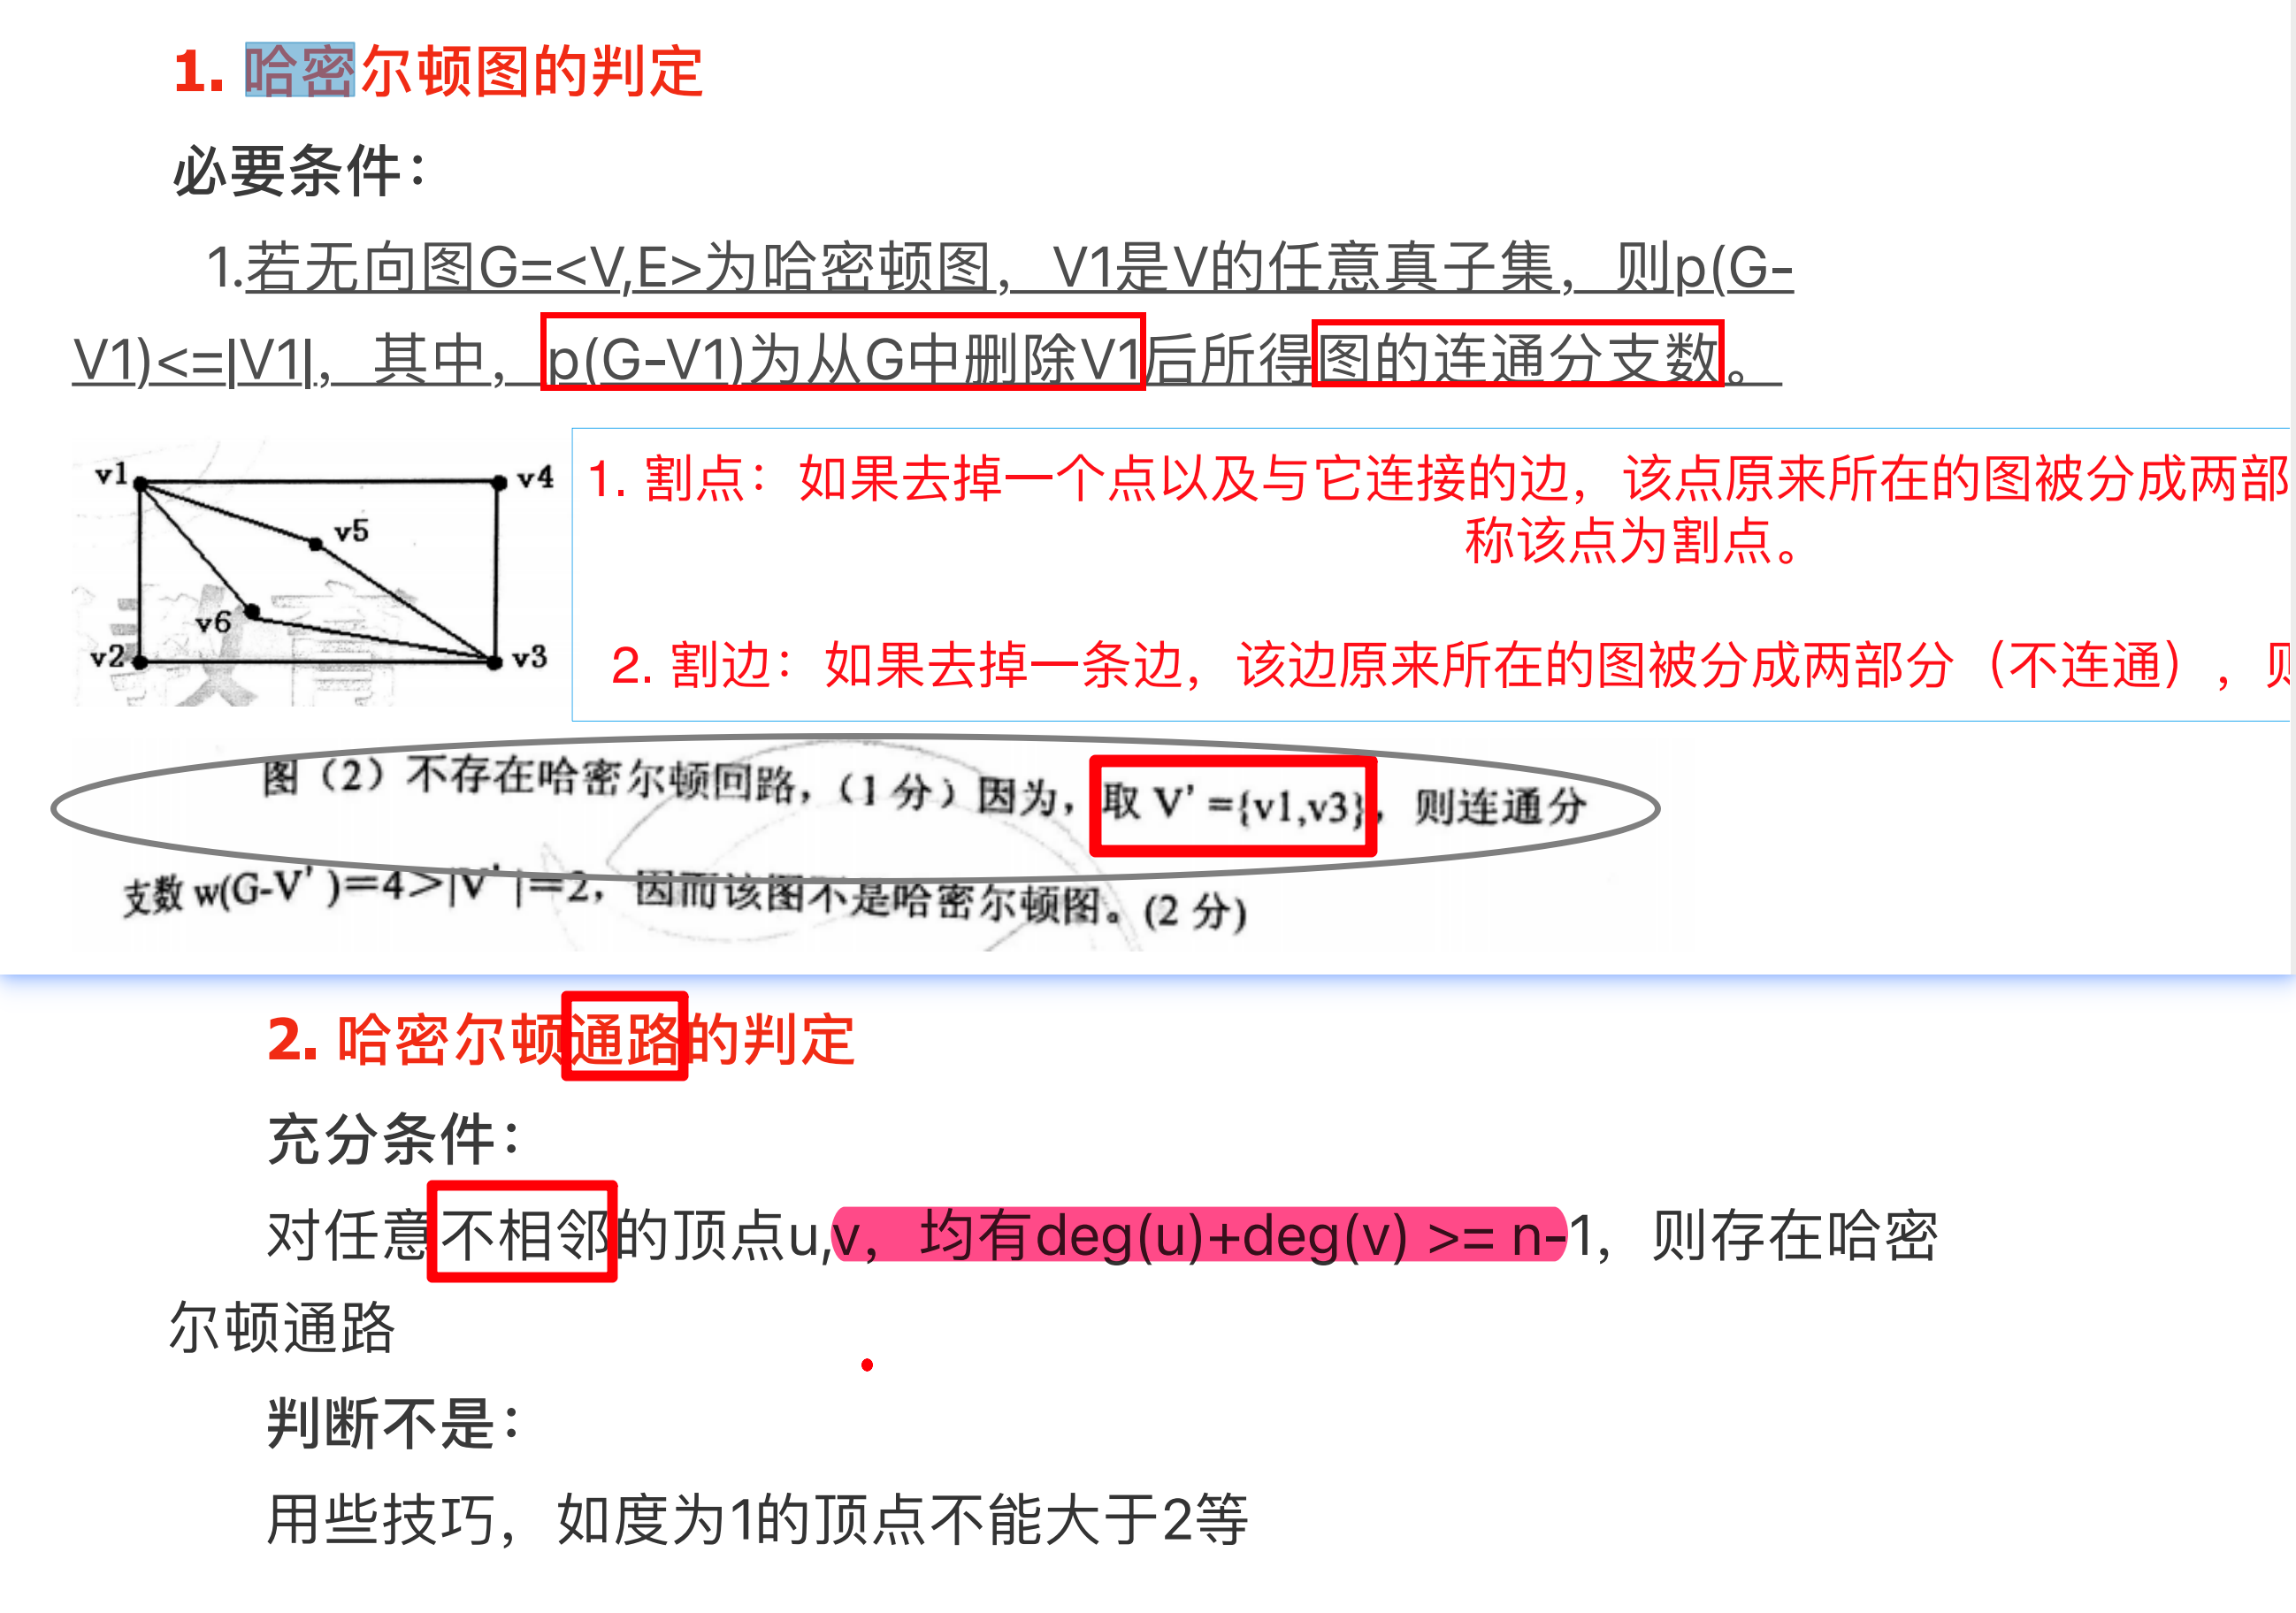 1. 哈密尔顿图的判定
必要条件：
1.若无向图G=<V,E>为哈密顿图，V1是V的任意真子集，则p(G-
V1)<=|V1|，其中，p(G-V1)为从G中删除V1后所得图的连通分支数。
v1
v4
v5
v6
v2
v3
1. 割点：如果去掉一个点以及与它连接的边，该点原来所在的图被分成两部
称该点为割点。
2. 割边：如果去掉一条边，该边原来所在的图被分成两部分（不连通），
图（2）不存在哈密尔顿回路，（1 分）因为，取 V' ={v1,v3}，则连通分
支数 w(G-V' )=4>|V' |=2，因而该图不是哈密尔顿图。(2 分)
2. 哈密尔顿通路的判定
充分条件：
对任意不相邻的顶点u,v，均有deg(u)+deg(v) >= n-1，则存在哈密
尔顿通路
判断不是：
用些技巧，如度为1的顶点不能大于2等